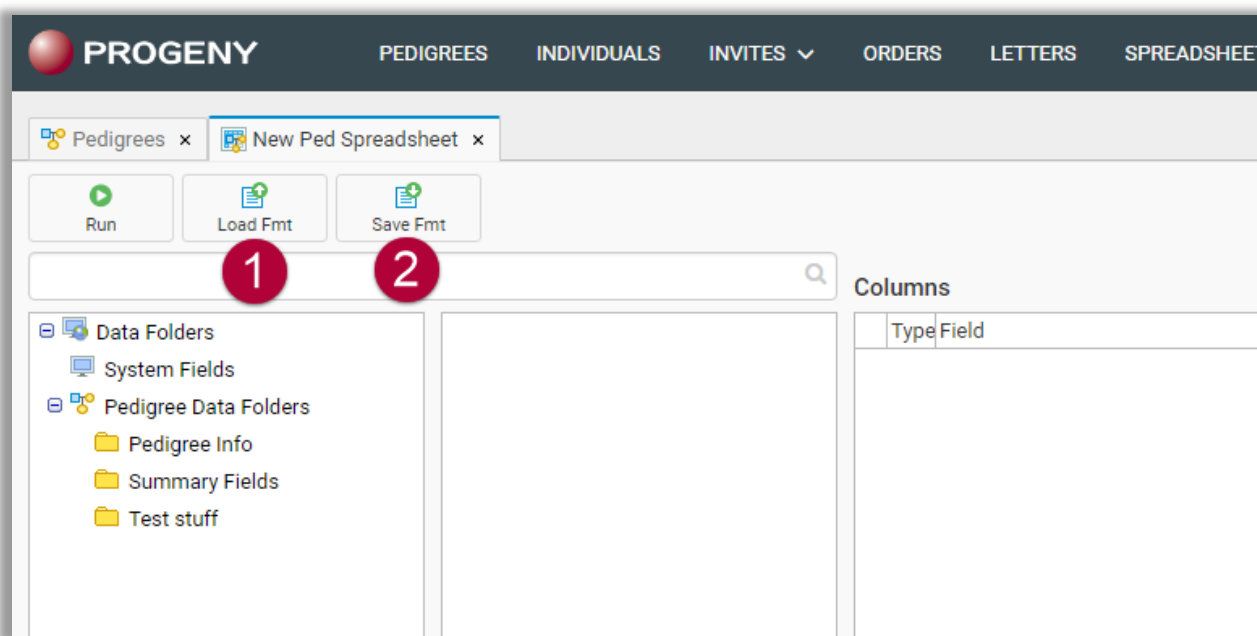 PROGENY PEDIGREES INDIVIDUALS INVITES ORDERS LETTERS SPREADSHEE
Pedigrees x New Ped Spreadsheet x
Run Load Fmt Save Fmt
1 2
Columns
Data Folders
Type Field
System Fields
Pedigree Data Folders
Pedigree Info
Summary Fields
Test stuff